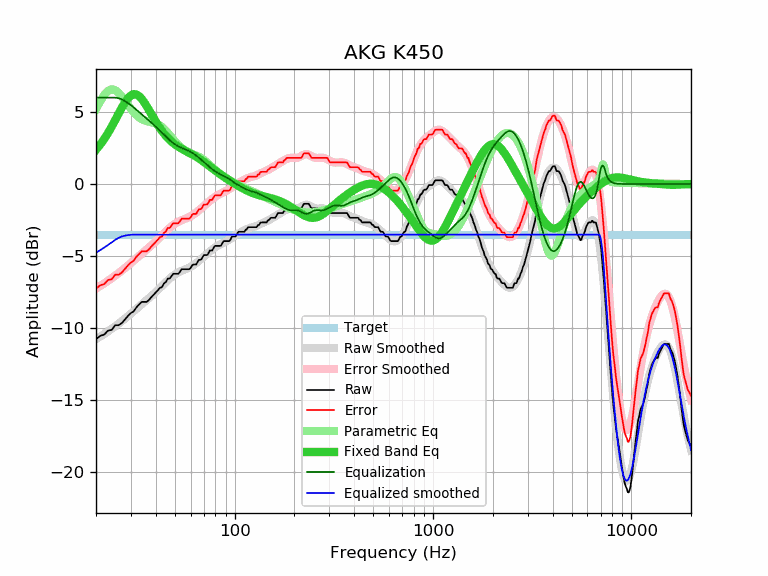 AKG K450
Amplitude (dBr)
5
0
−5
−10
−15
−20
Target
Raw Smoothed
Error Smoothed
Raw
Error
Parametric Eq
Fixed Band Eq
Equalization
Equalized smoothed
100
1000
10000
Frequency (Hz)